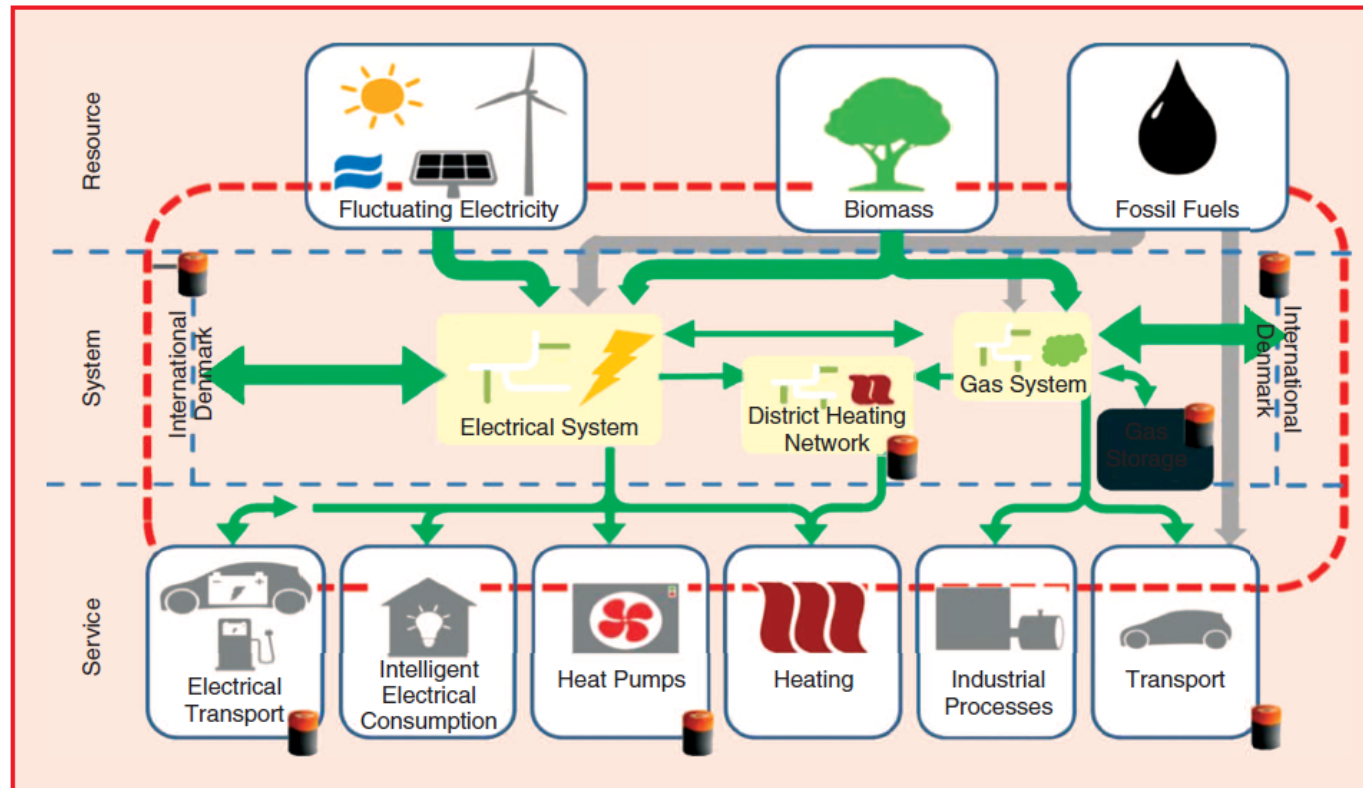 Resource
Fluctuating Electricity
Biomass
Fossil Fuels
System
International
Denmark
Electrical System
District Heating
Network
Gas System
Gas
Storage
International
Denmark
Service
Electrical
Transport
Intelligent
Electrical
Consumption
Heat Pumps
Heating
Industrial
Processes
Transport